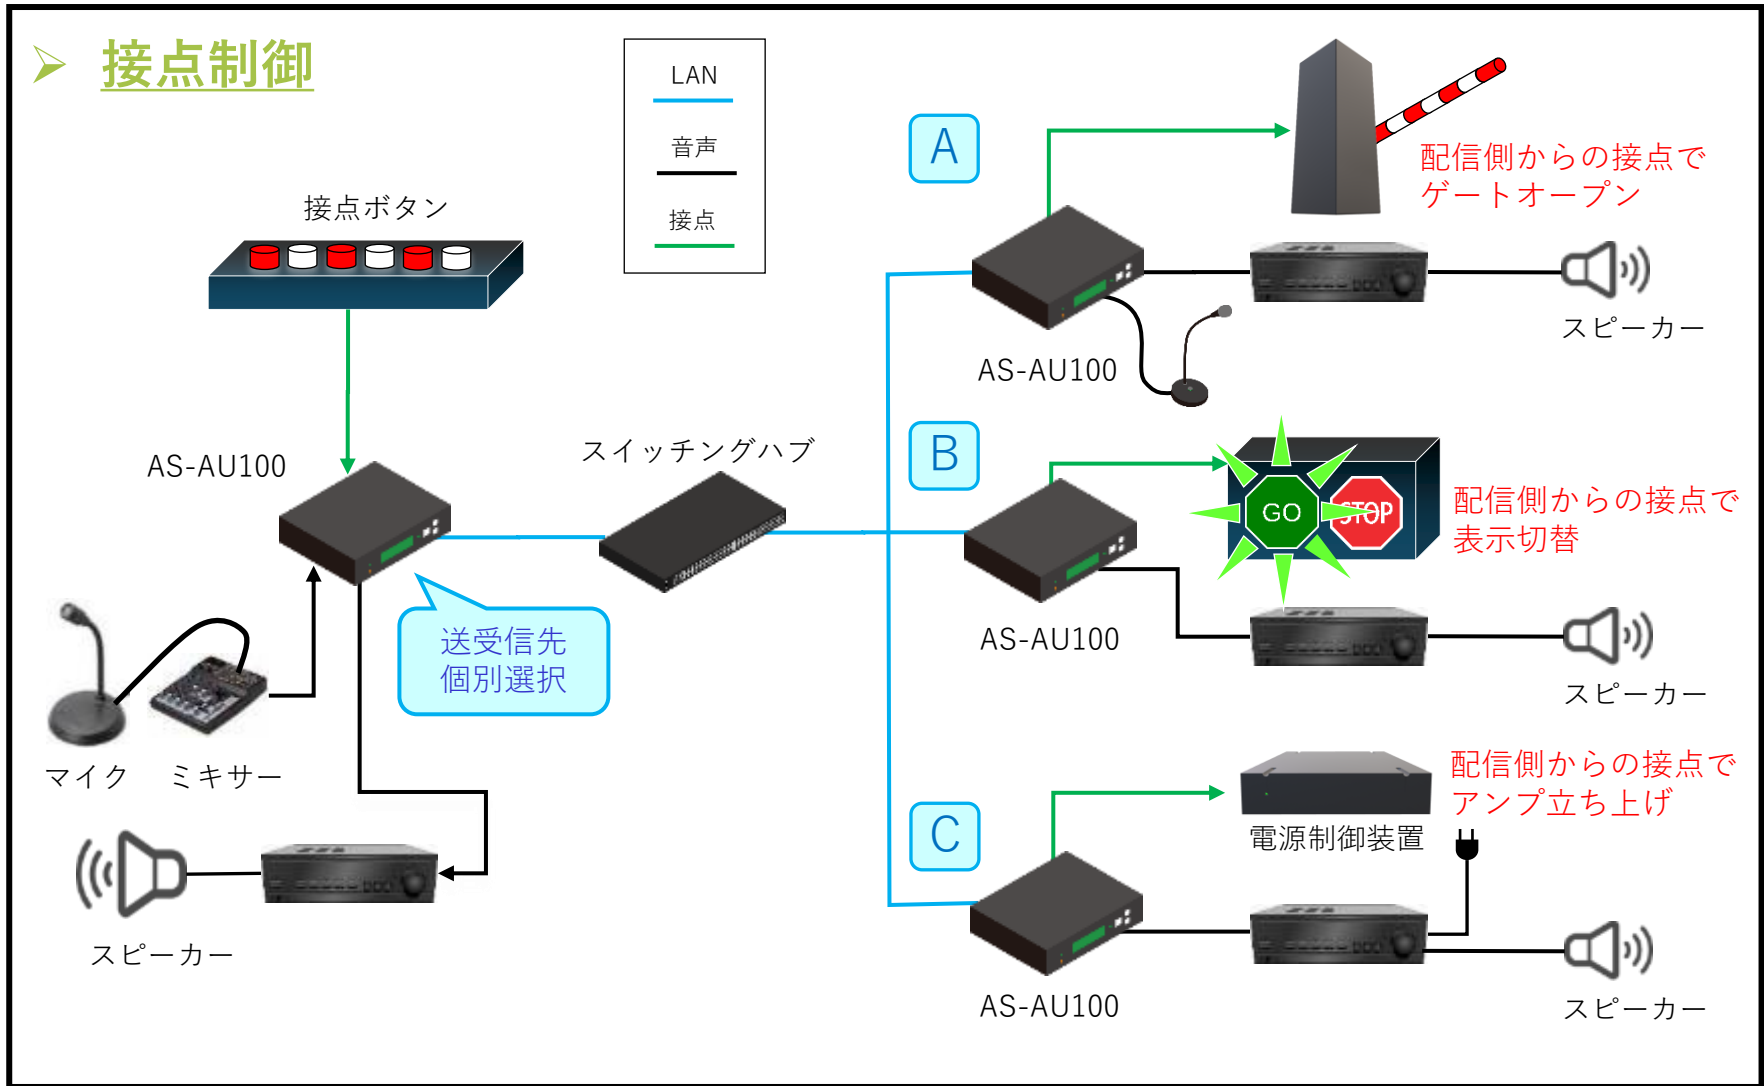 接点制御
LAN
音声
接点
接点ボタン
AS-AU100
スイッチングハブ
送受信先
個別選択
マイク
ミキサー
スピーカー
A
配信側からの接点で
ゲートオープン
スピーカー
AS-AU100
B
GO
STOP
配信側からの接点で
表示切替
AS-AU100
スピーカー
C
配信側からの接点で
アンプ立ち上げ
電源制御装置
AS-AU100
スピーカー